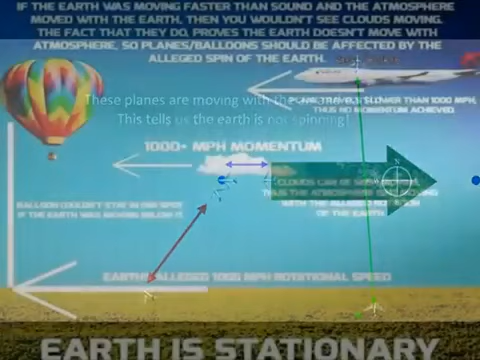 IF THE EARTH WAS MOVING FASTER THAN SOUND AND THE ATMOSPHERE
MOVED WITH THE EARTH, THEN YOU WOULDN'T SEE CLOUDS MOVING.
THE FACT THAT THEY DO, PROVES THE EARTH DOESN'T MOVE WITH
ATMOSPHERE, SO PLANES/BALLOONS SHOULD BE AFFECTED BY THE
ALLEGED SPIN OF THE EARTH.
These planes are moving with the
TRAVELS SLOWER THAN 1000 MPH,
THUS NO MOMENTUM ACHIEVED
This tells us the earth is not spinning!
1000+ MPH MOMENTUM
CLOUDS CAN BE SEEN MOVING,
THUS THE ATMOSPHERE
MOVING
WITH THE ALLEGED ROTATION
OF THE EARTH
BALLOON COULDN'T STAY IN
IF THE EARTH WAS MOVING BELOW IT
EARTH'S ALLEGED 1000 MPH ROTATIONAL SPEED
EARTH IS STATIONARY